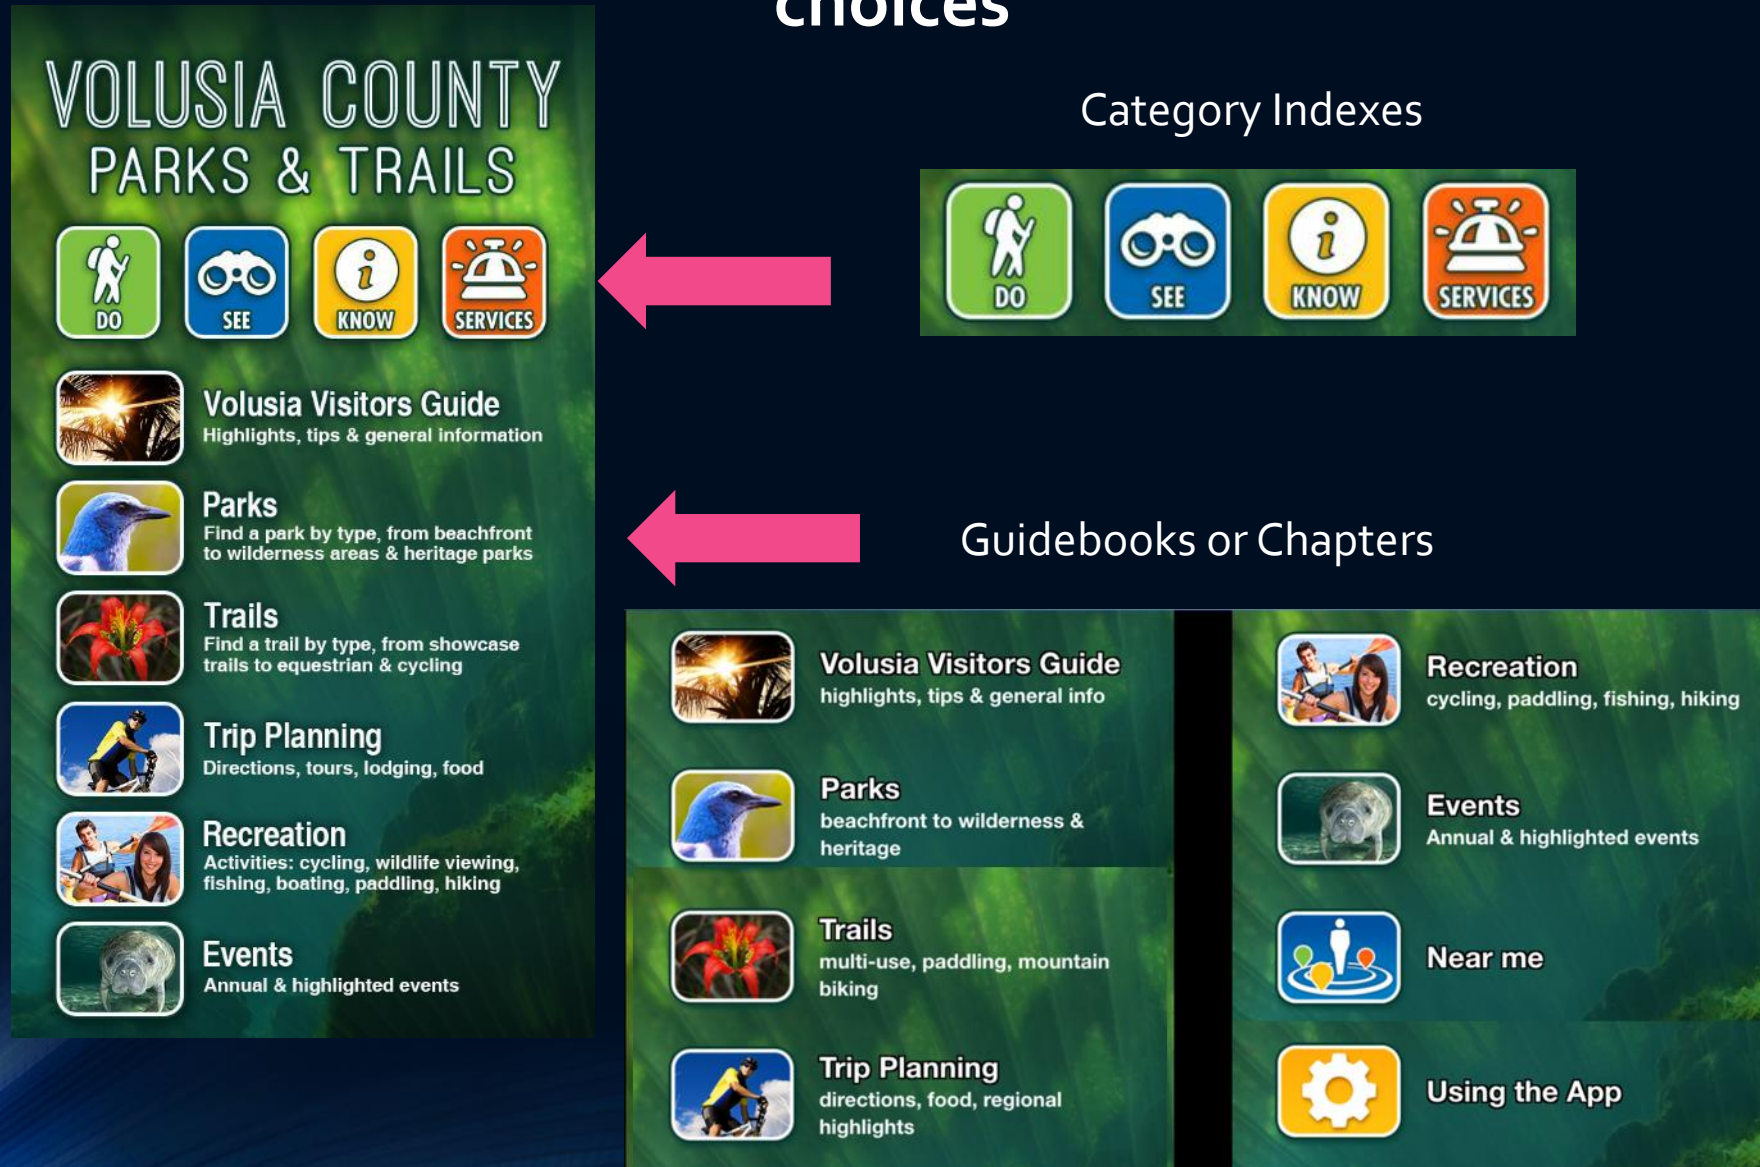 choices
VOLUSIA COUNTY
PARKS & TRAILS
DO
SEE
KNOW
SERVICES
Volusia Visitors Guide
Highlights, tips & general information
Parks
Find a park by type, from beachfront
to wilderness areas & heritage parks
Trails
Find a trail by type, from showcase
trails to equestrian & cycling
Trip Planning
Directions, tours, lodging, food
Recreation
Activities: cycling, wildlife viewing,
fishing, boating, paddling, hiking
Events
Annual & highlighted events
Category Indexes
DO
SEE
KNOW
SERVICES
Guidebooks or Chapters
Volusia Visitors Guide
highlights, tips & general info
Parks
beachfront to wilderness &
heritage
Trails
multi-use, paddling, mountain
biking
Trip Planning
directions, food, regional
highlights
Recreation
cycling, paddling, fishing, hiking
Events
Annual & highlighted events
Near me
Using the App